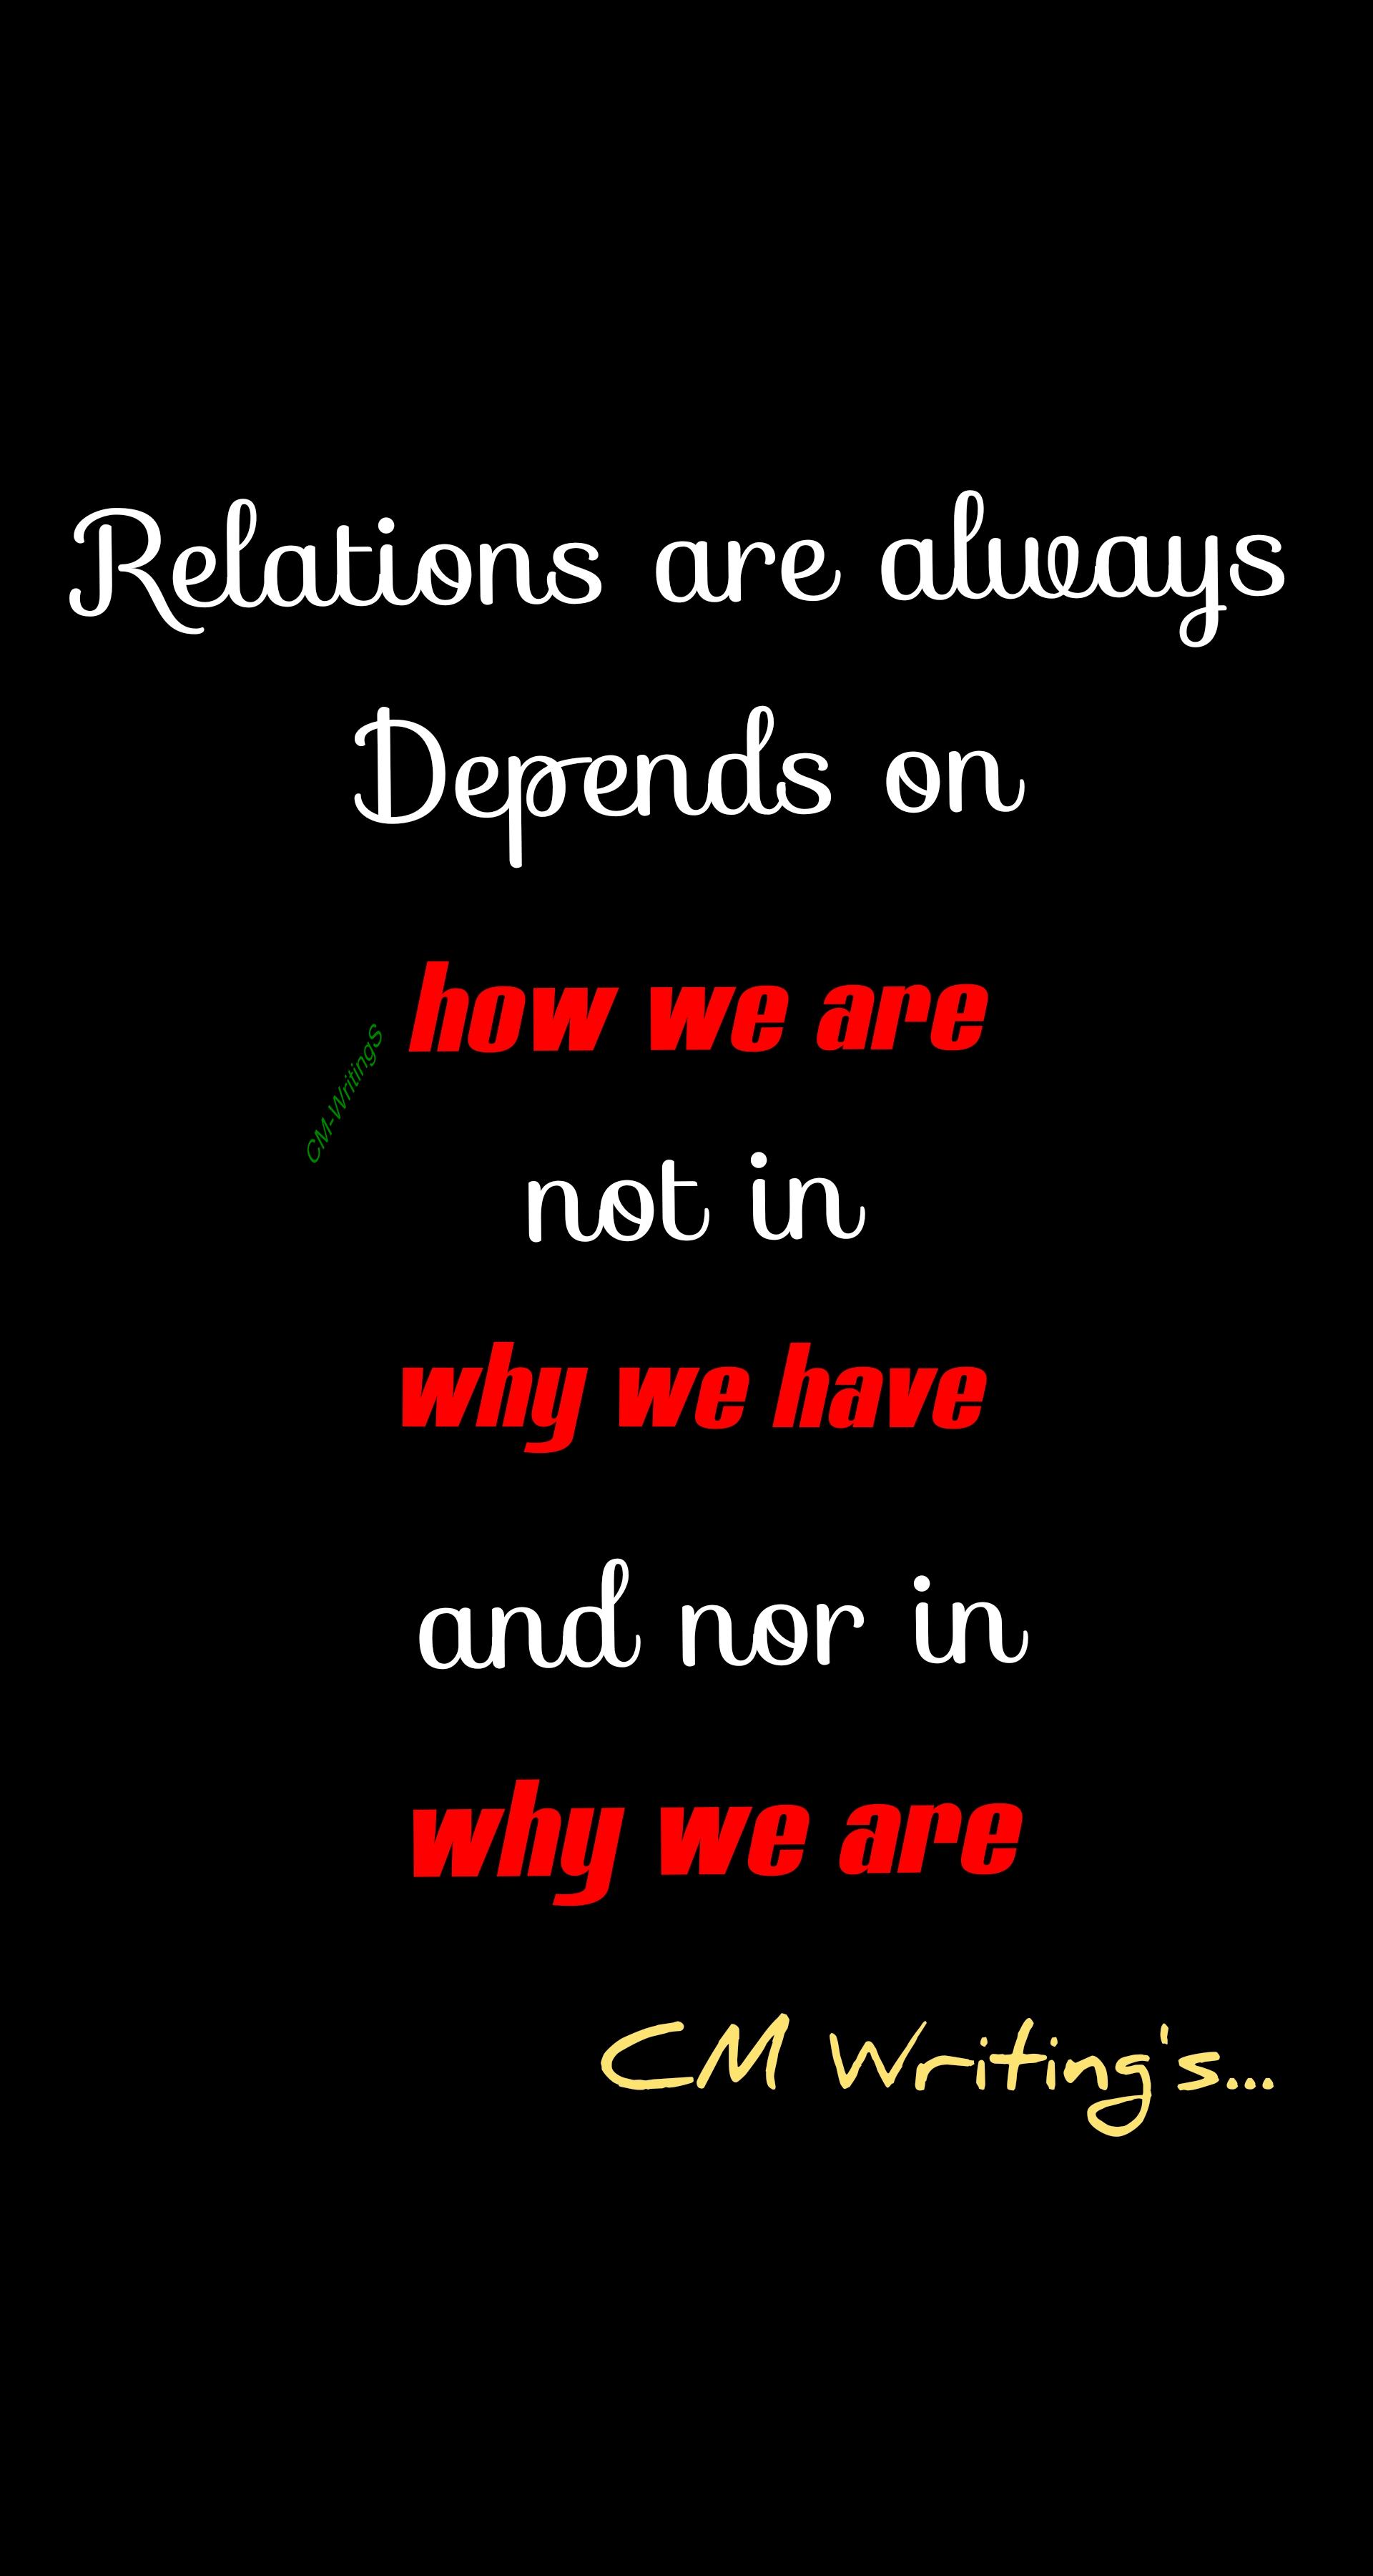 Relations are always
Depends on
how we are
CM-WritingS
not in
why we have
and nor in
why we are
CM Writing's...